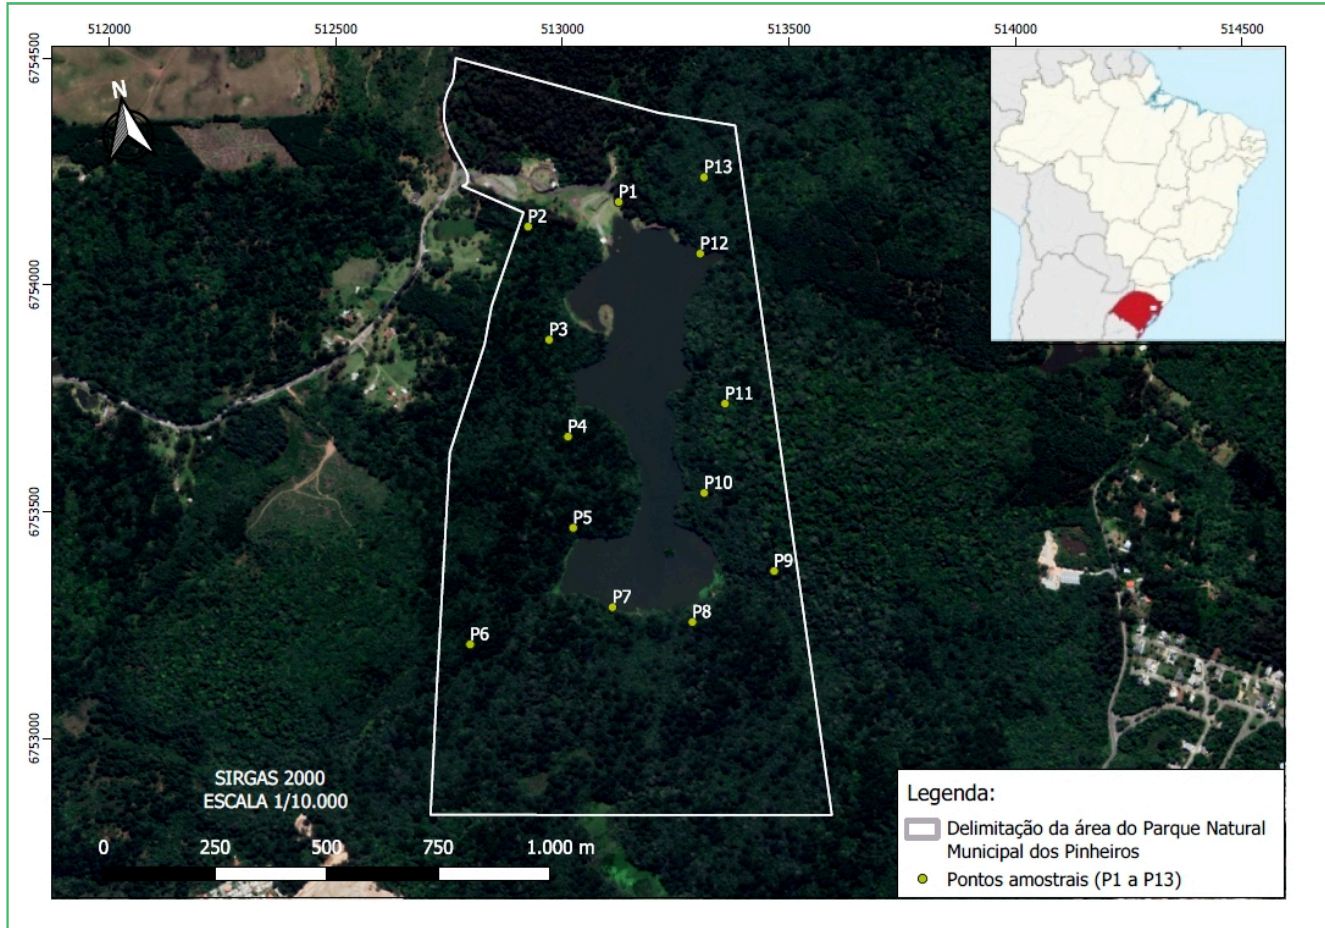 512000 512500 513000 513500 514000 514500
6754500
6754000
6753500
6753000
N
P13
P1
P2
P12
P3
P11
P4
P10
P5
P9
P7
P8
P6
SIRGAS 2000
ESCALA 1/10.000
0 250 500 750 1.000 m
Legenda:
Delimitação da área do Parque Natural
Municipal dos Pinheiros
Pontos amostrais (P1 a P13)